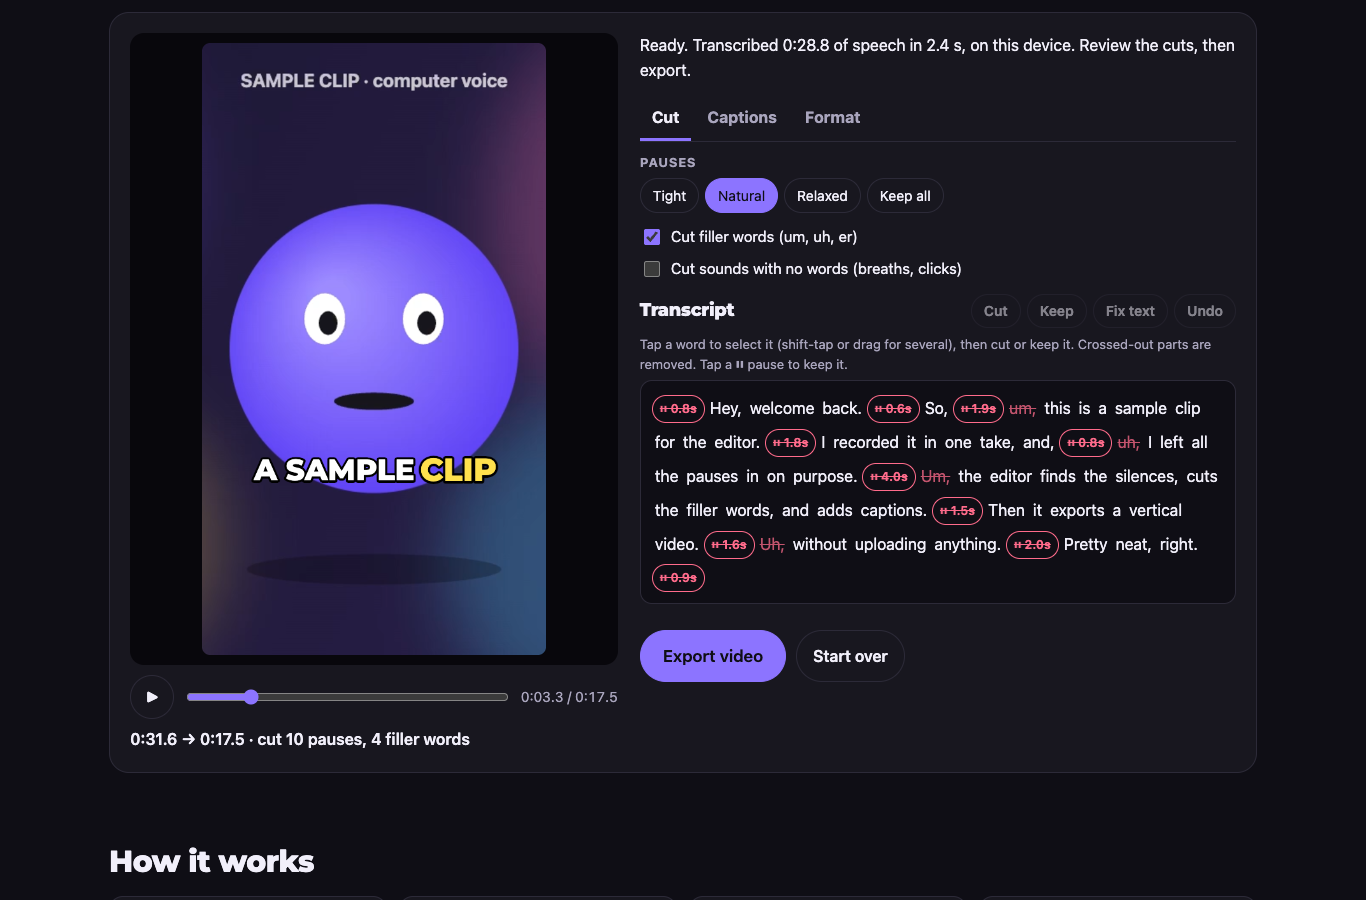 SAMPLE CLIP · computer voice
A SAMPLE CLIP
0:03.3 / 0:17.5
0:31.6 → 0:17.5 · cut 10 pauses, 4 filler words
Ready. Transcribed 0:28.8 of speech in 2.4 s, on this device. Review the cuts, then
export.
Cut Captions Format
PAUSES
Tight Natural Relaxed Keep all
Cut filler words (um, uh, er)
Cut sounds with no words (breaths, clicks)
Transcript Cut Keep Fix text Undo
Tap a word to select it (shift-tap or drag for several), then cut or keep it. Crossed-out parts are
removed. Tap a ⏸ pause to keep it.
⏸ 0.8s Hey, welcome back. ⏸ 0.6s So, ⏸ 1.9s um, this is a sample clip
for the editor. ⏸ 1.8s I recorded it in one take, and, ⏸ 0.8s uh, I left all
the pauses in on purpose. ⏸ 4.0s Um, the editor finds the silences, cuts
the filler words, and adds captions. ⏸ 1.5s Then it exports a vertical
video. ⏸ 1.6s Uh, without uploading anything. ⏸ 2.0s Pretty neat, right.
⏸ 0.9s
Export video Start over
How it works